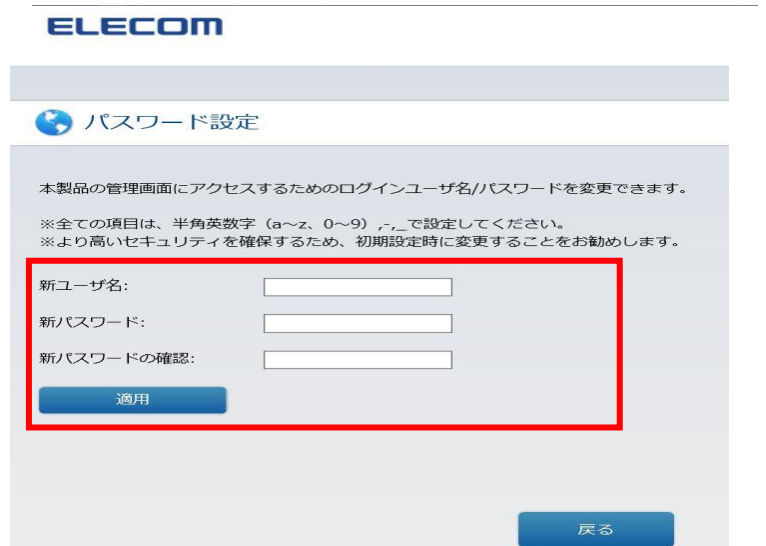 ELECOM
パスワード設定
本製品の管理画面にアクセスするためのログインユーザ名/パスワードを変更できます。
※全ての項目は、半角英数字（a～z、0～9）,-,_で設定してください。
※より高いセキュリティを確保するため、初期設定時に変更することをお勧めします。
新ユーザ名:
新パスワード:
新パスワードの確認:
適用
戻る